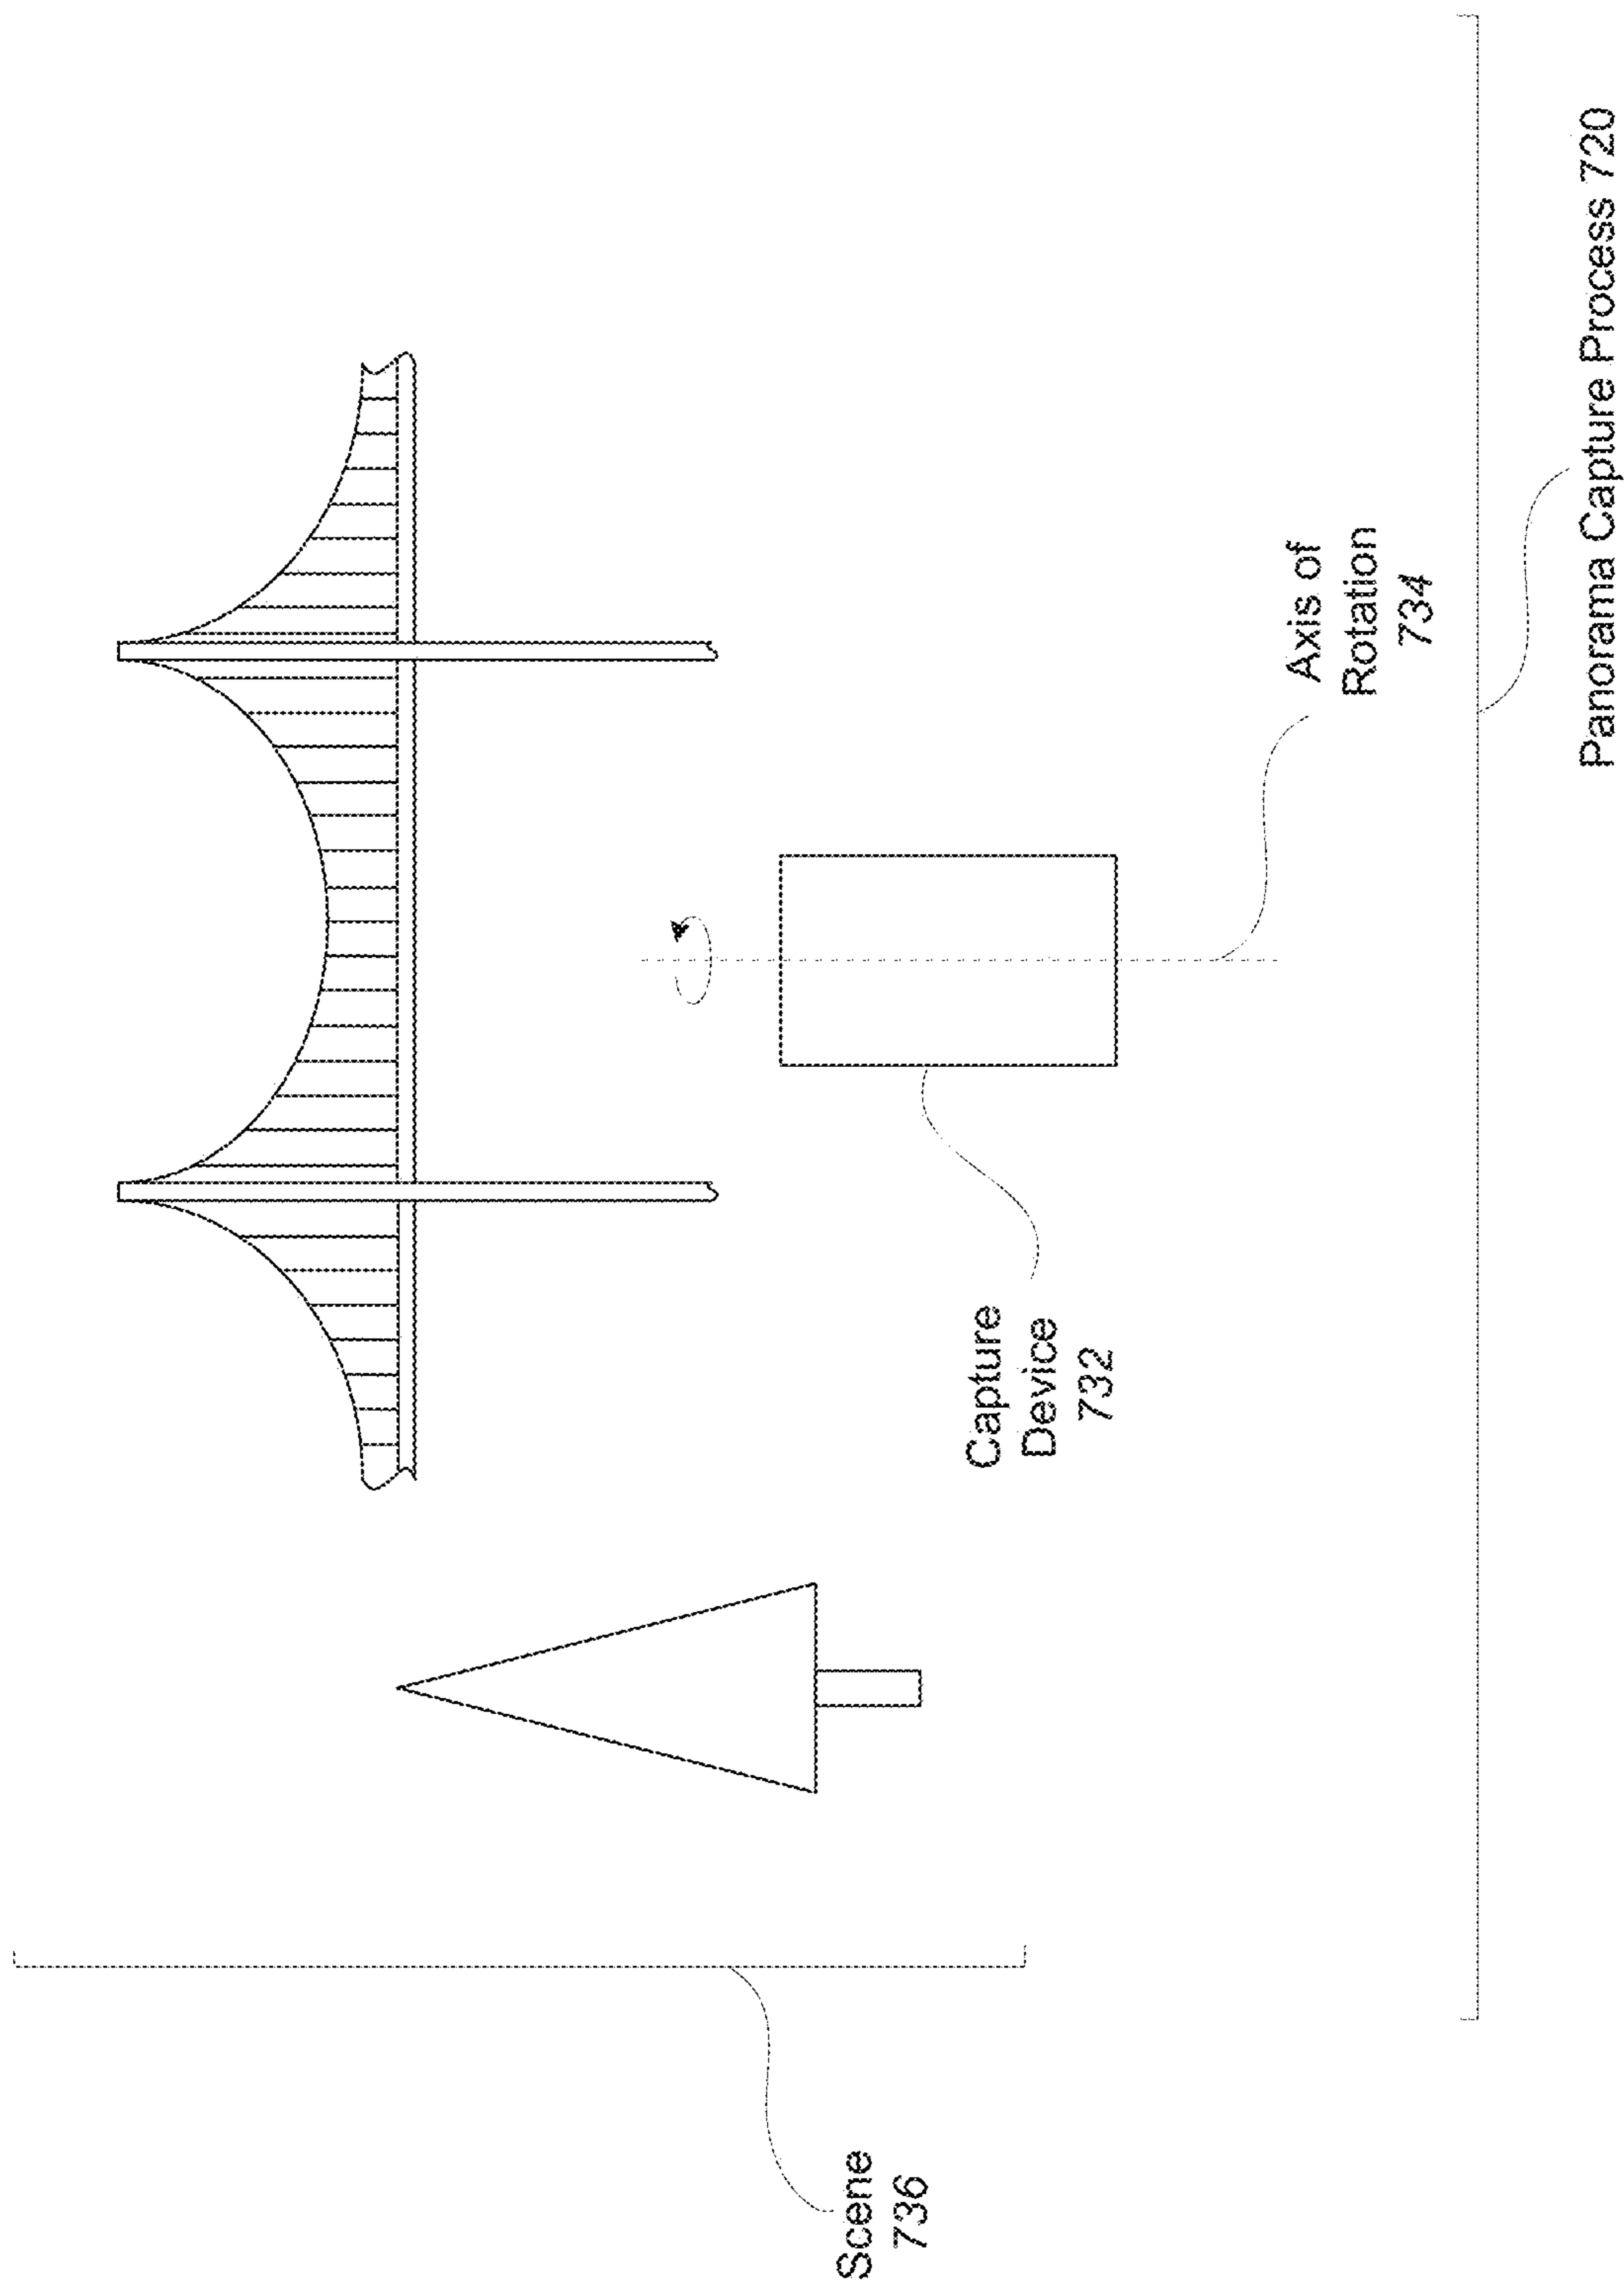 Scene
736
Capture
Device
732
Axis of
Rotation
734
Panorama Capture Process 720